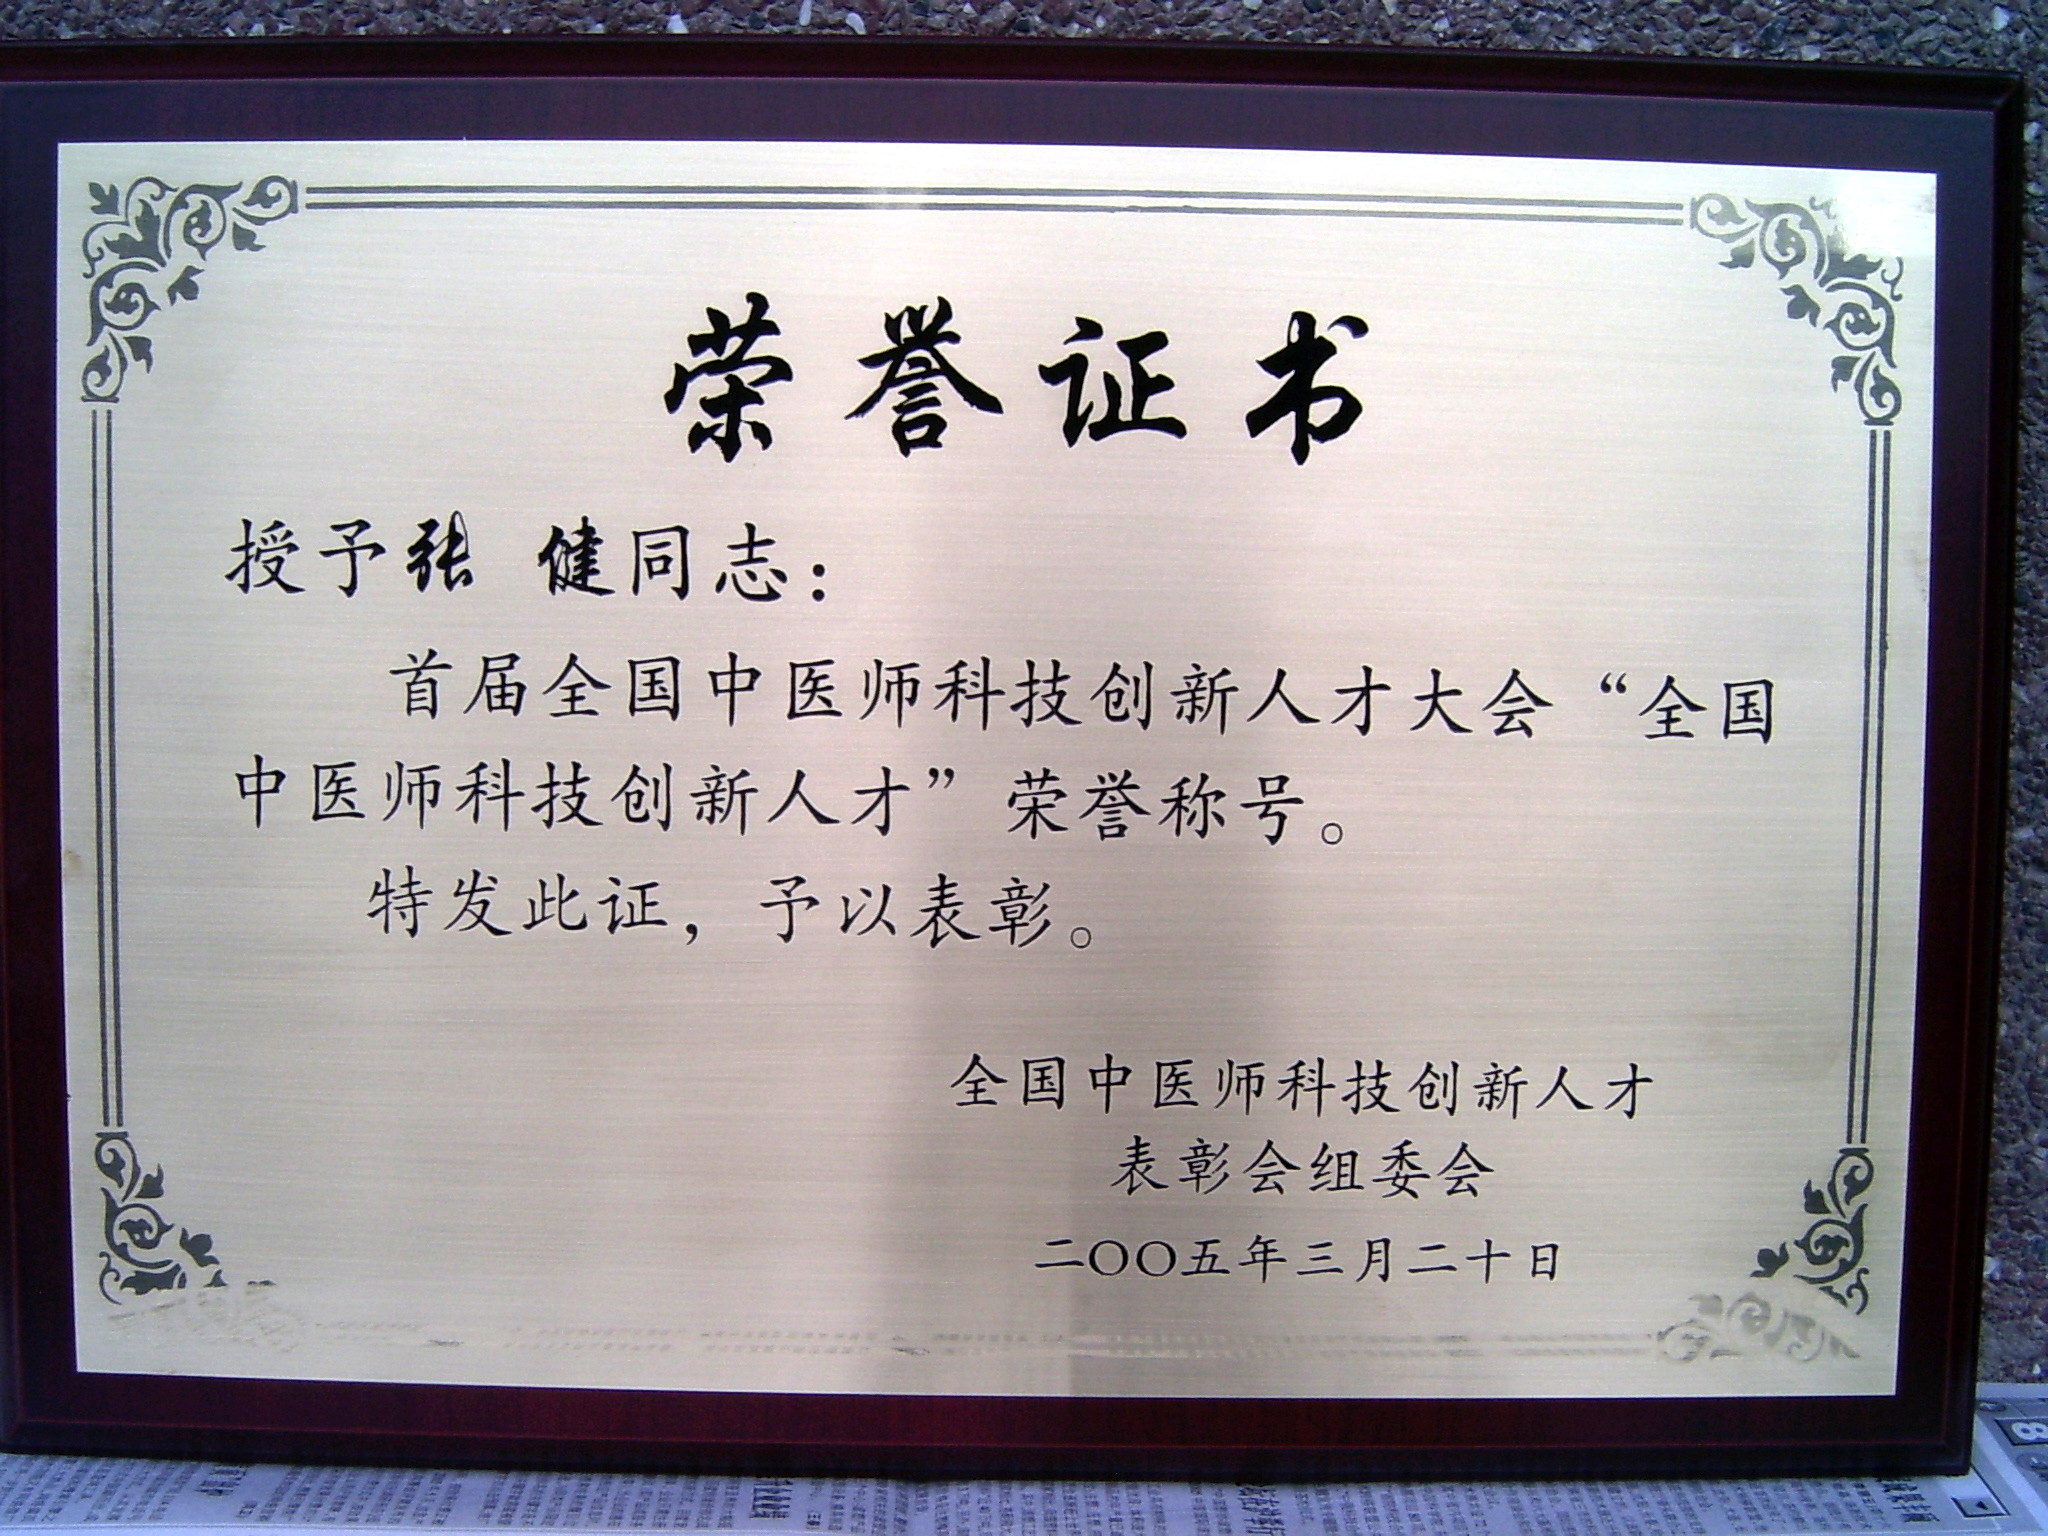 荣誉证书
授予张 健同志：
首届全国中医师科技创新人才大会“全国
中医师科技创新人才”荣誉称号。
特发此证，予以表彰。
全国中医师科技创新人才
表彰会组委会
二〇〇五年三月二十日